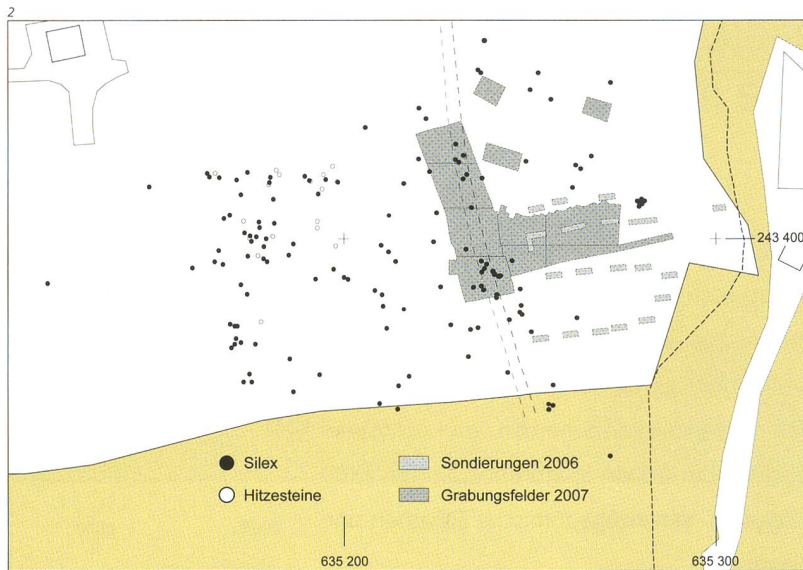 2
243 400
Silex
Sondierungen 2006
Hitzesteine
Grabungsfelder 2007
635 200
635 300